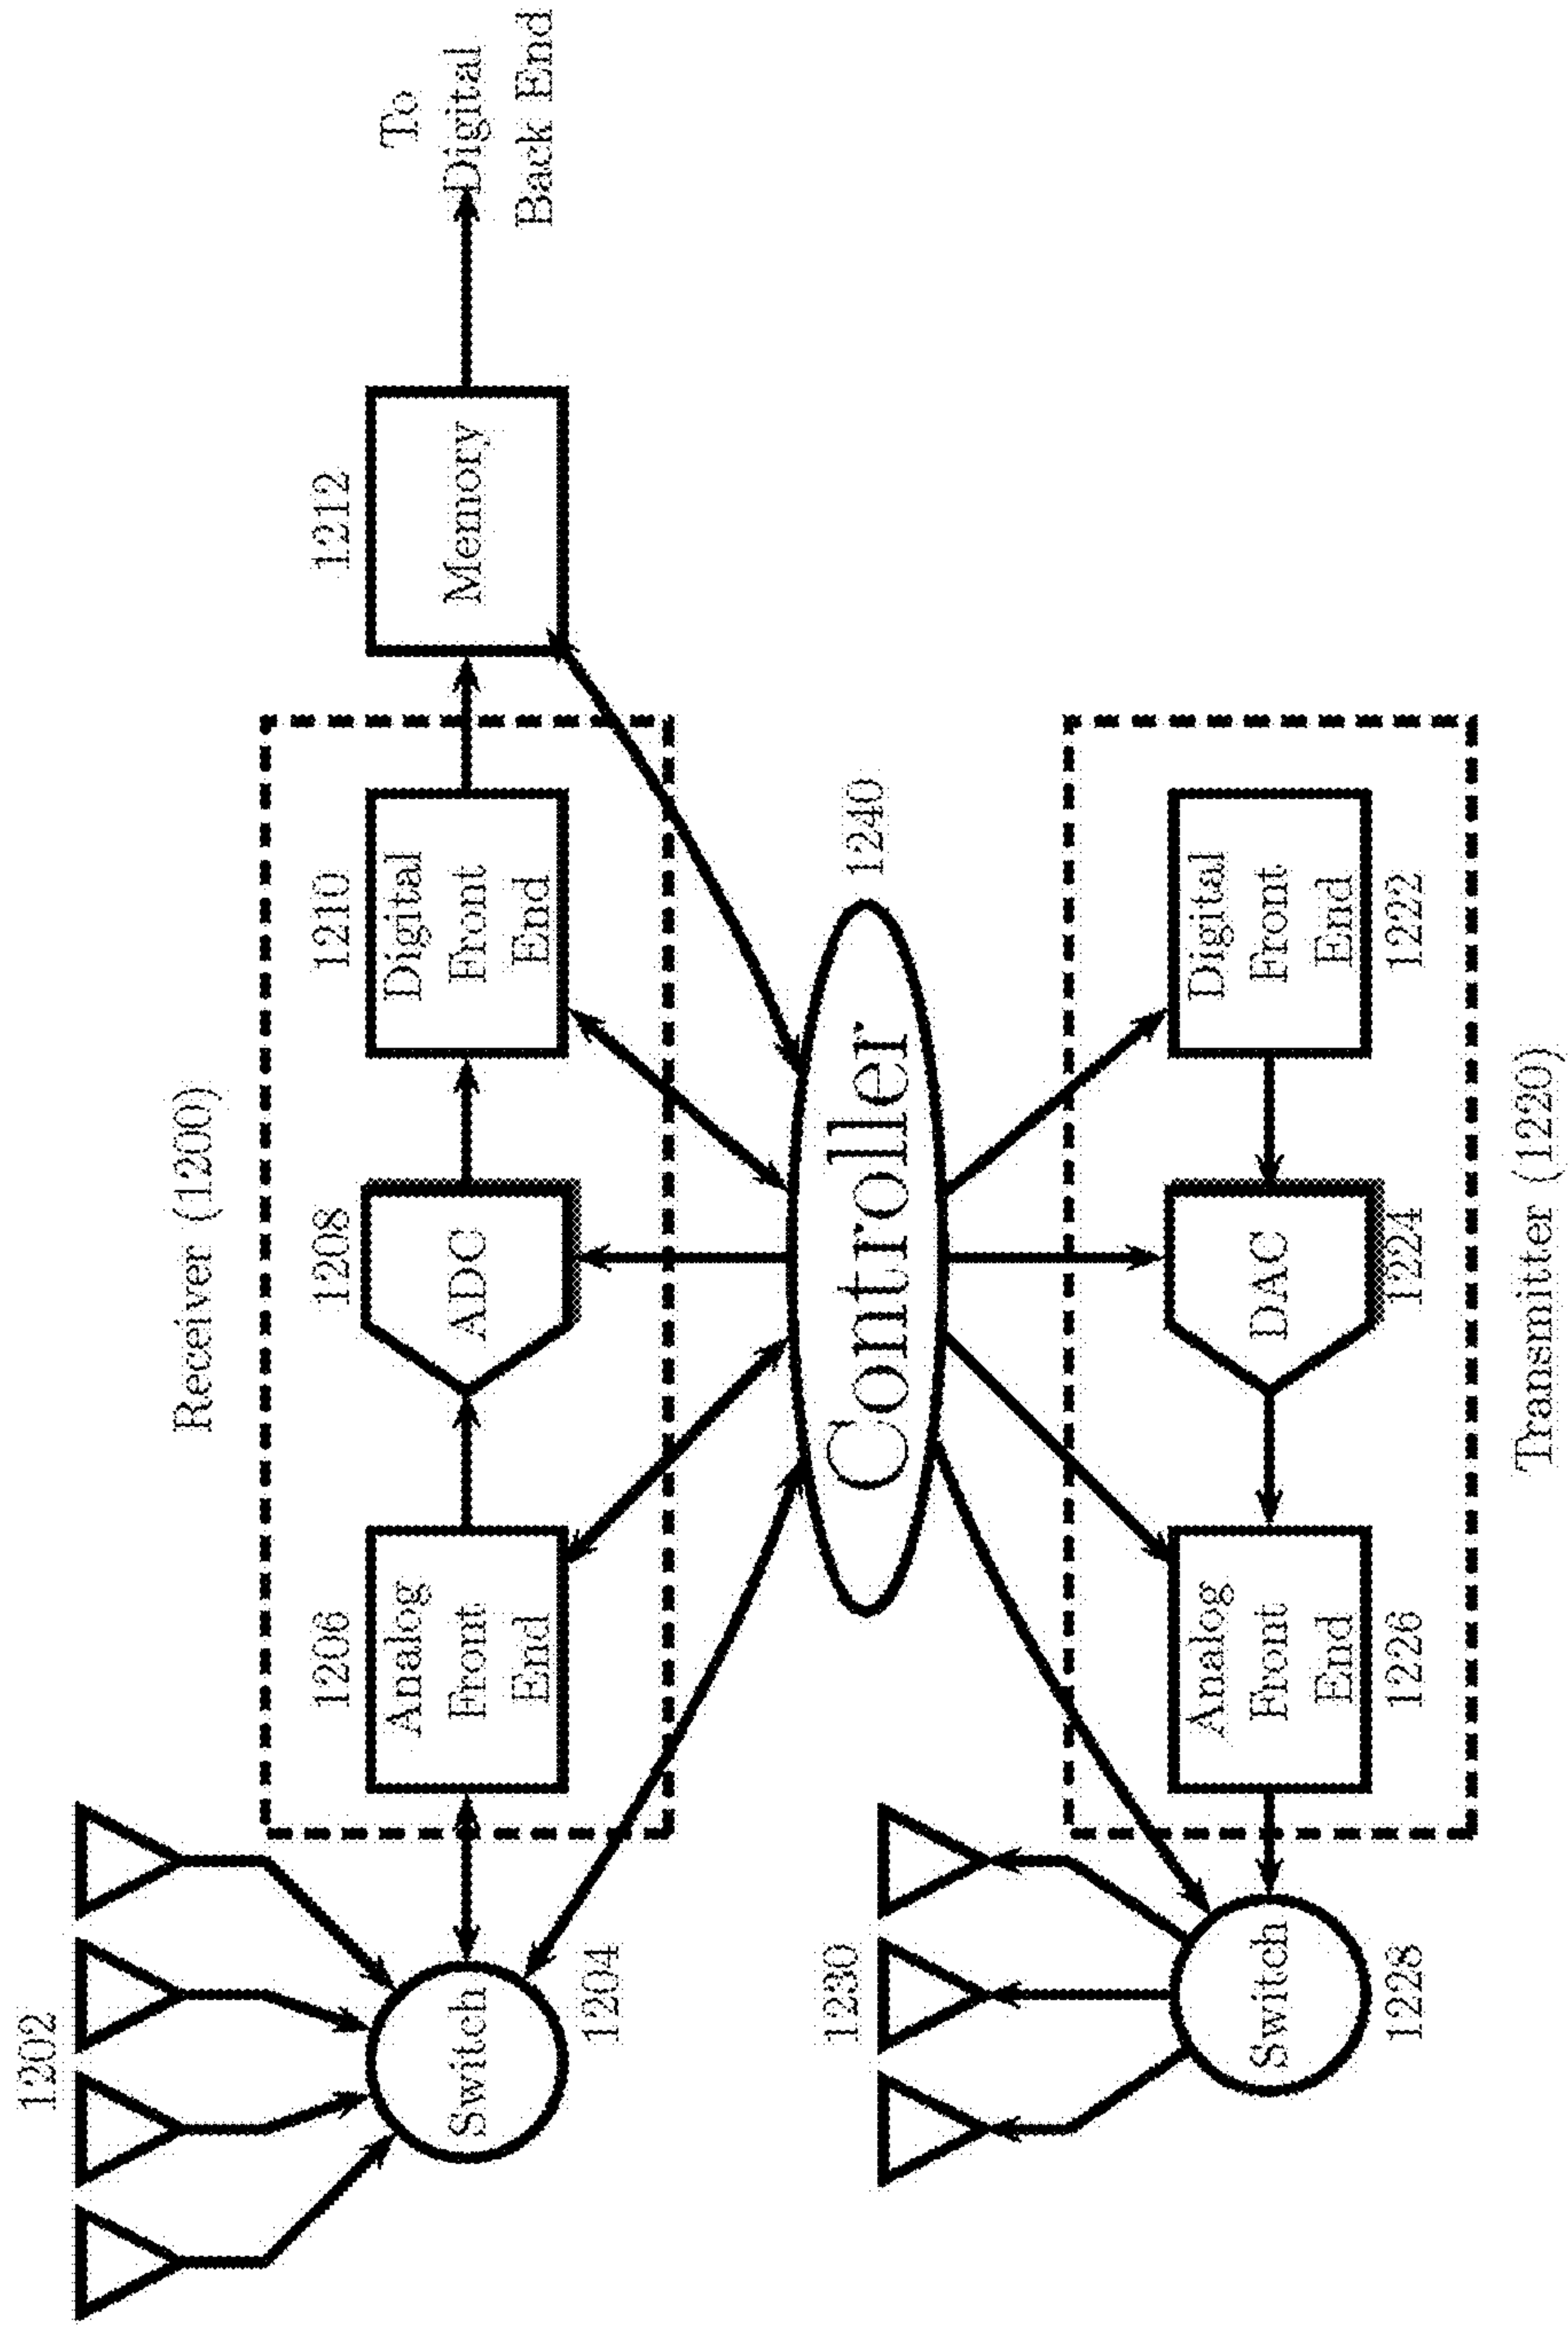 Receiver (1200)
1202
1206
1208
1210
1212
Switch
1204
Analog
Front
End
ADC
Digital
Front
End
Memory
To
Digital
Back End
Controller
1240
1230
Switch
1228
Analog
Front
End
1226
DAC
1224
Digital
Front
End
1222
Transmitter (1220)